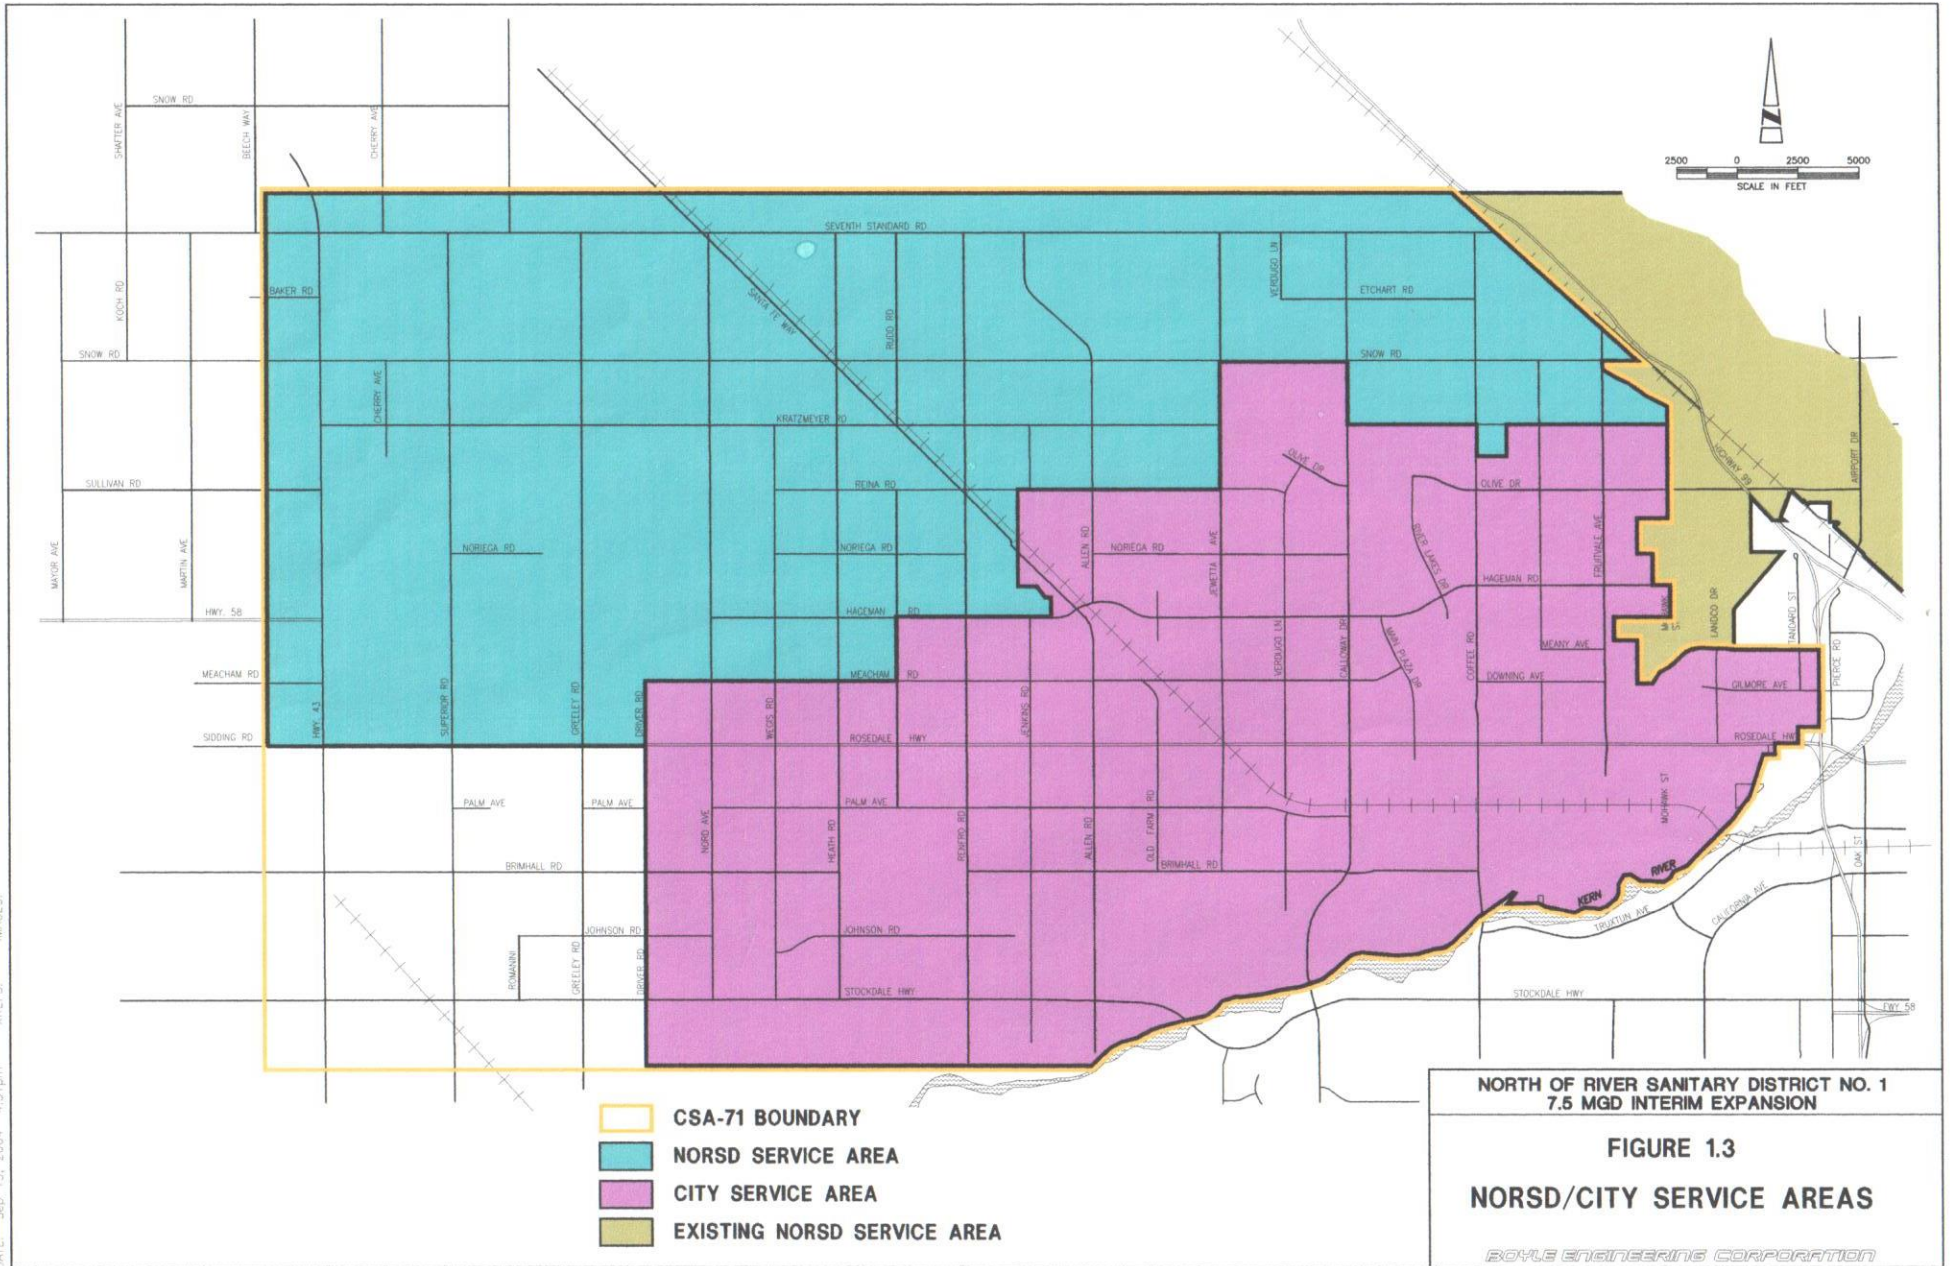 SNOW RD
SHAFTER AVE
BEECH WAY
CHERRY AVE
2500 0 2500 5000
SCALE IN FEET
SEVENTH STANDARD RD
KOCH RD
BAKER RD
SANTA FE WAY
RUDD RD
VERDUGO LN
ETCHART RD
SNOW RD
SNOW RD
CHERRY AVE
KRATZMEYER RD
OLIVE DR
HIGHWAY 99
AIRPORT DR
SULLIVAN RD
REINA RD
OLIVE DR
MAYOR AVE
MARTIN AVE
NORIEGA RD
NORIEGA RD
ALLEN RD
NORIEGA RD
JEWETTA AVE
RIVER LAKES DR
FRUITVALE AVE
HAGEMAN RD
HWY. 58
HAGEMAN RD
LANDCO DR
MEACHAM RD
SUPERIOR RD
GREELEY RD
DRIVER RD
MEACHAM RD
VERDUGO LN
CALLOWAY DR
MAIN PLAZA DR
COFFEE RD
MEANY AVE
DOWNING AVE
GILMORE AVE
PIERCE RD
HWY. 43
WEGIS RD
JENKINS RD
SIDDING RD
ROSEDALE HWY
ROSEDALE HWY
PALM AVE
PALM AVE
PALM AVE
NORD AVE
HEATH RD
RENFRO RD
ALLEN RD
OLD FARM RD
MOHAWK ST
BRIMHALL RD
BRIMHALL RD
OAK ST
KERN RIVER
TRUXTUN AVE
CALIFORNIA AVE
JOHNSON RD
JOHNSON RD
ROMANINI
GREELEY RD
DRIVER RD
STOCKDALE HWY
STOCKDALE HWY
FWY 58
CSA-71 BOUNDARY
NORSD SERVICE AREA
CITY SERVICE AREA
EXISTING NORSD SERVICE AREA
NORTH OF RIVER SANITARY DISTRICT NO. 1
7.5 MGD INTERIM EXPANSION
FIGURE 1.3
NORSD/CITY SERVICE AREAS
BOYLE ENGINEERING CORPORATION